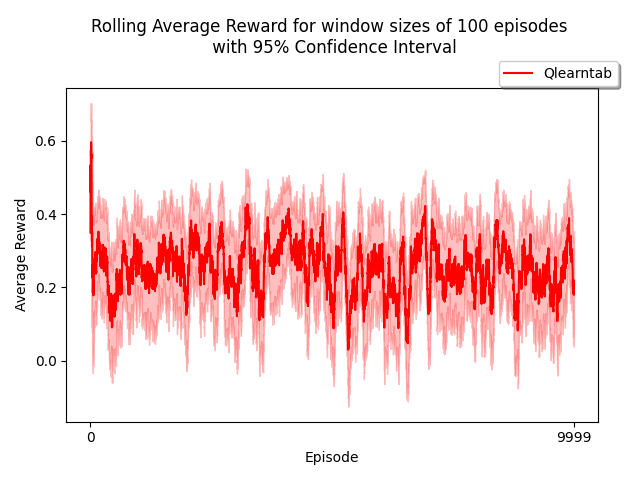 Rolling Average Reward for window sizes of 100 episodes
with 95% Confidence Interval
Qlearntab
0.6
0.4
0.2
0.0
Average Reward
0
9999
Episode